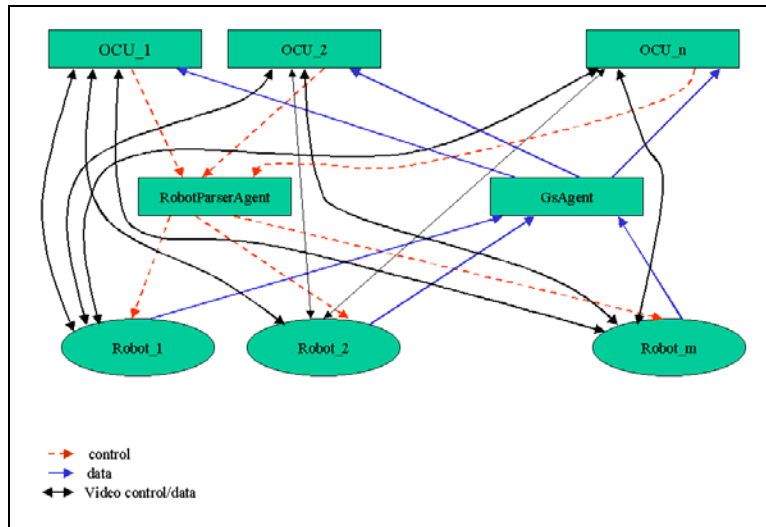 OCU_1
OCU_2
OCU_n
RobotParserAgent
GsAgent
Robot_1
Robot_2
Robot_m
control
data
Video control/data